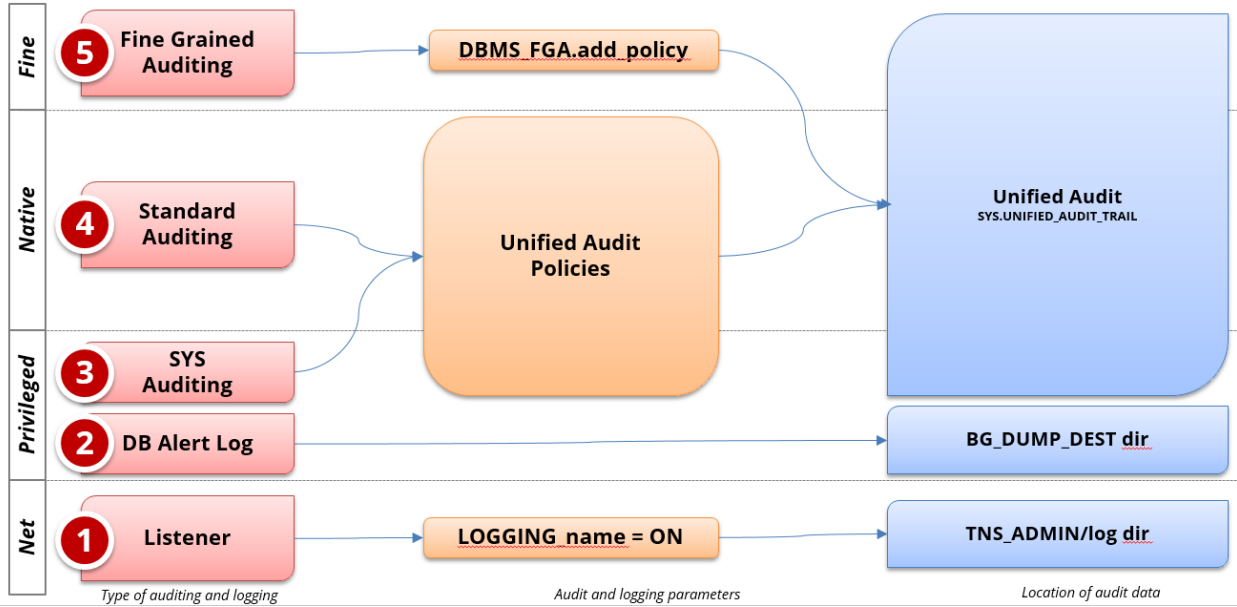 Fine
5
Fine Grained
Auditing
DBMS_FGA.add_policy
Native
4
Standard
Auditing
Unified Audit
Policies
Unified Audit
SYS.UNIFIED_AUDIT_TRAIL
Privileged
3
SYS
Auditing
2
DB Alert Log
BG_DUMP_DEST dir
Net
1
Listener
LOGGING_name = ON
TNS_ADMIN/log dir
Type of auditing and logging
Audit and logging parameters
Location of audit data